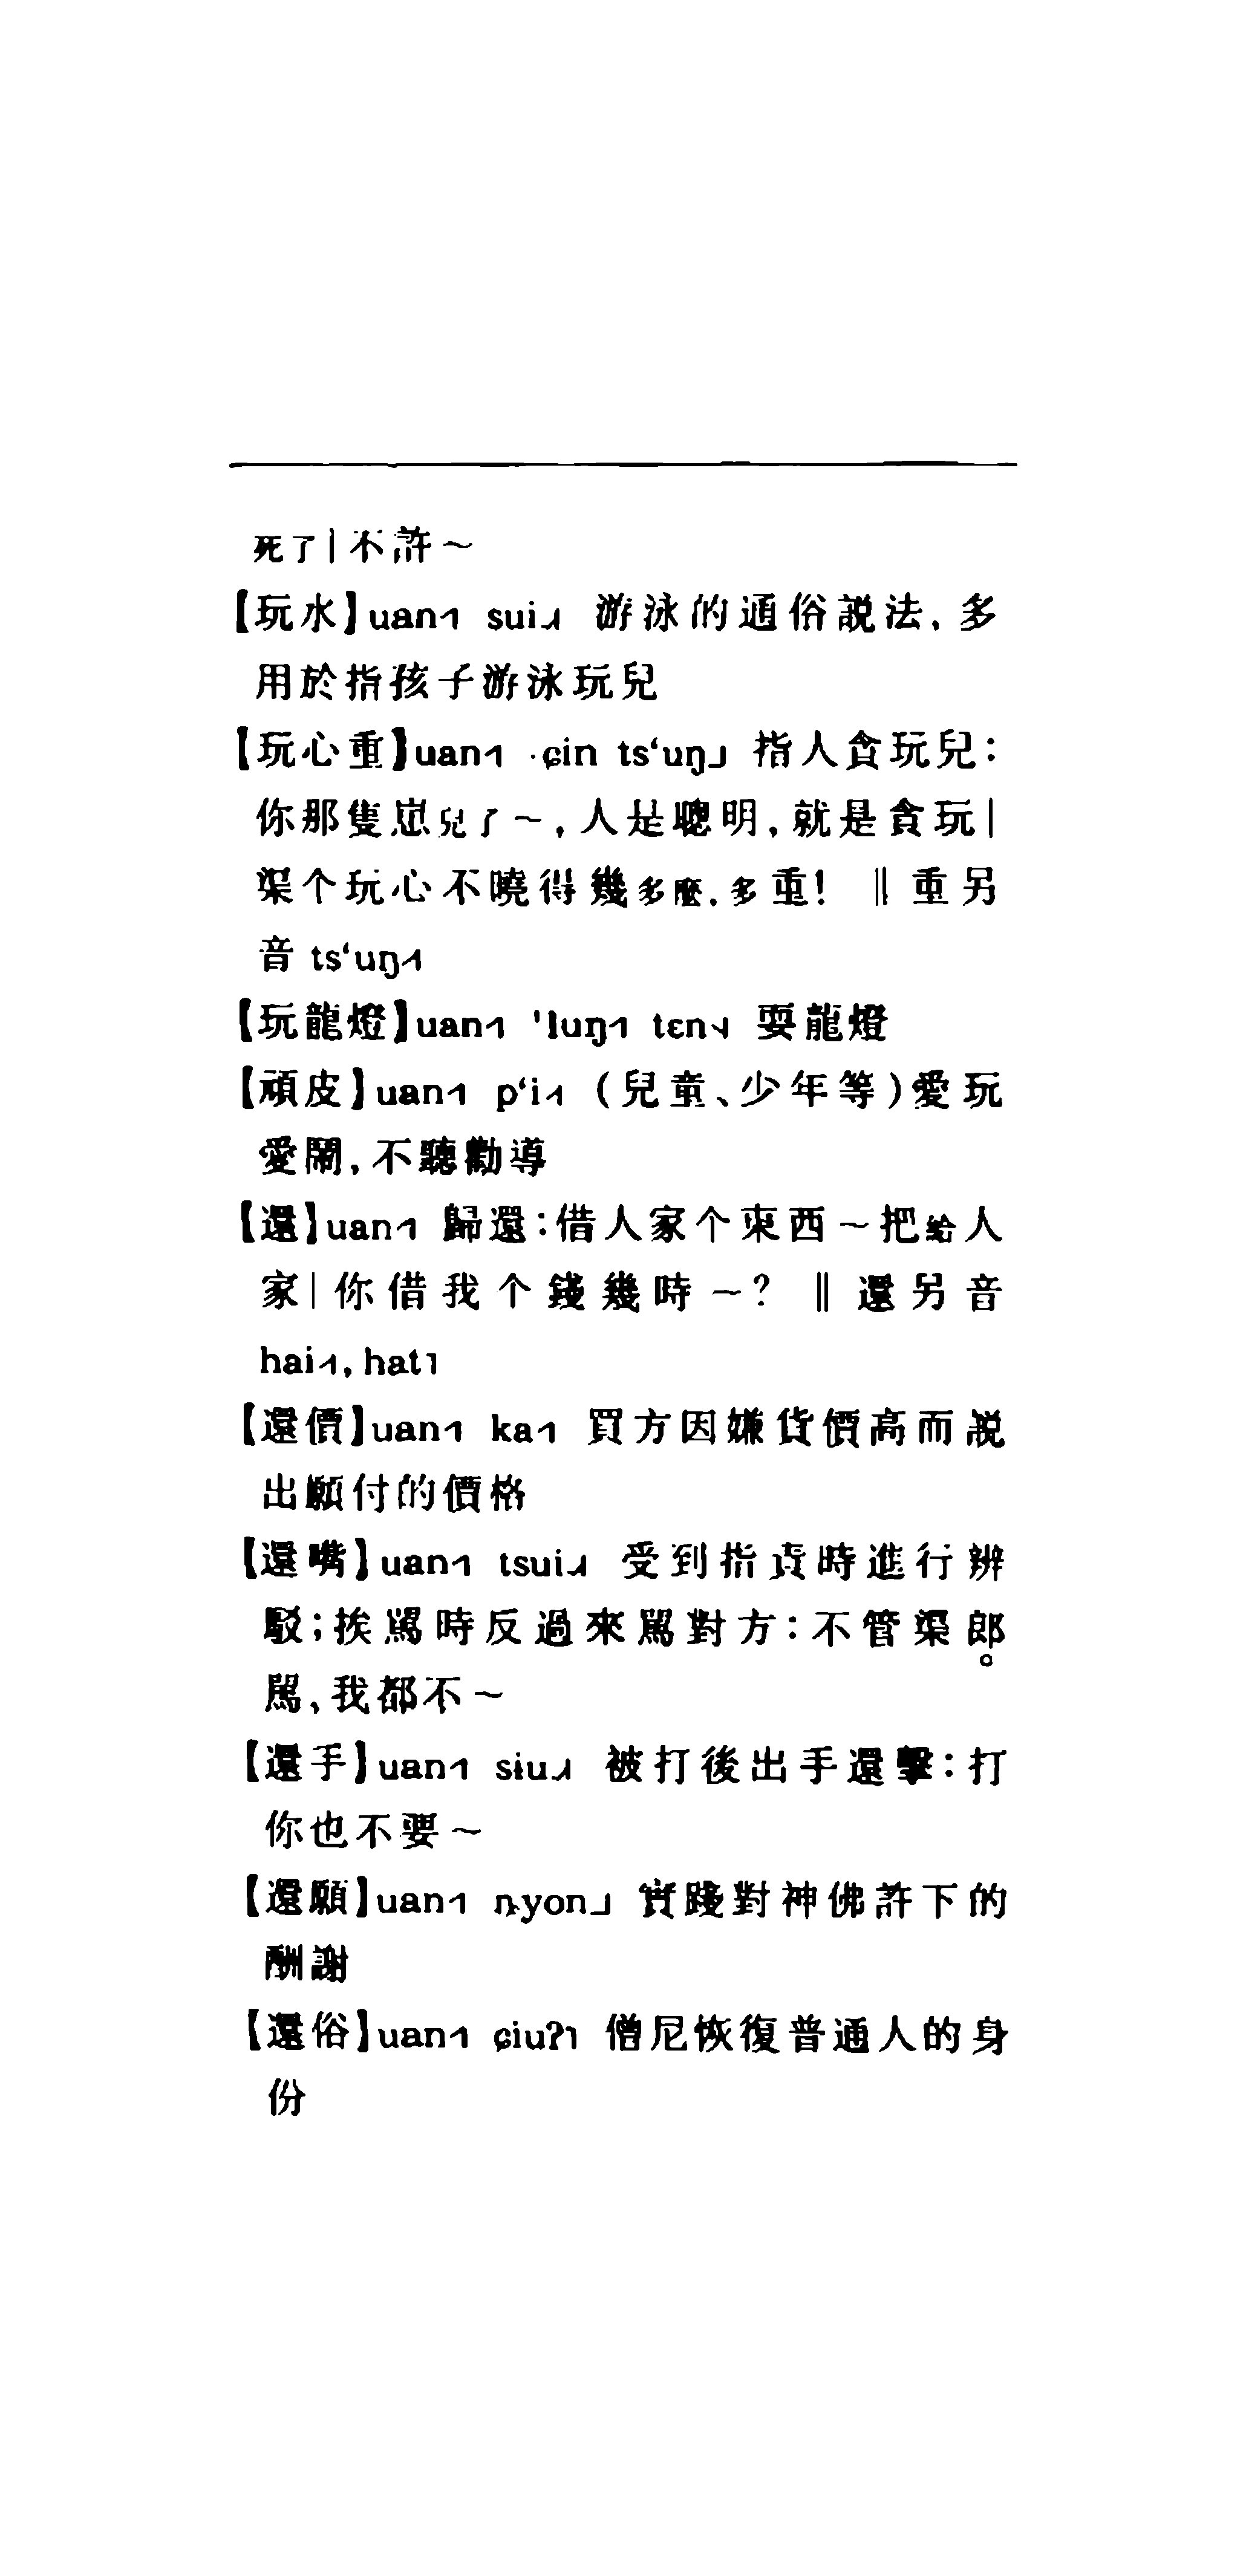 死了|不許～
【玩水】uan˧˥ sui˨˩˧ 游泳的通俗說法，多
用於指孩子游泳玩兒
【玩心重】uan˧˥ ·ɕin ts‘uŋ˩ 指人貪玩兒：
你那隻崽兒了～，人是聰明，就是貪玩|
渠个玩心不曉得幾多麼，多重！ ‖重另
音 ts‘uŋ˨˦
【玩龍燈】uan˧˥ 'luŋ˧˥ tɛn˦˨ 耍龍燈
【頑皮】uan˧˥ p‘i˨˦ （兒童、少年等）愛玩
愛鬧，不聽勸導
【還】uan˧˥ 歸還：借人家个東西～把給人
家|你借我个錢幾時～？ ‖還另音
hai˨˦, hat˥
【還價】uan˧˥ ka˧˥ 買方因嫌貨價高而説
出願付的價格
【還嘴】uan˧˥ tsui˨˩˧ 受到指責時進行辨
駁；挨駡時反過來駡對方：不管渠郎。
駡，我都不～
【還手】uan˧˥ siu˨˩˧ 被打後出手還擊：打
你也不要～
【還願】uan˧˥ ȵyon˩ 實踐對神佛許下的
酬謝
【還俗】uan˧˥ ɕiuʔ˥ 僧尼恢復普通人的身
份